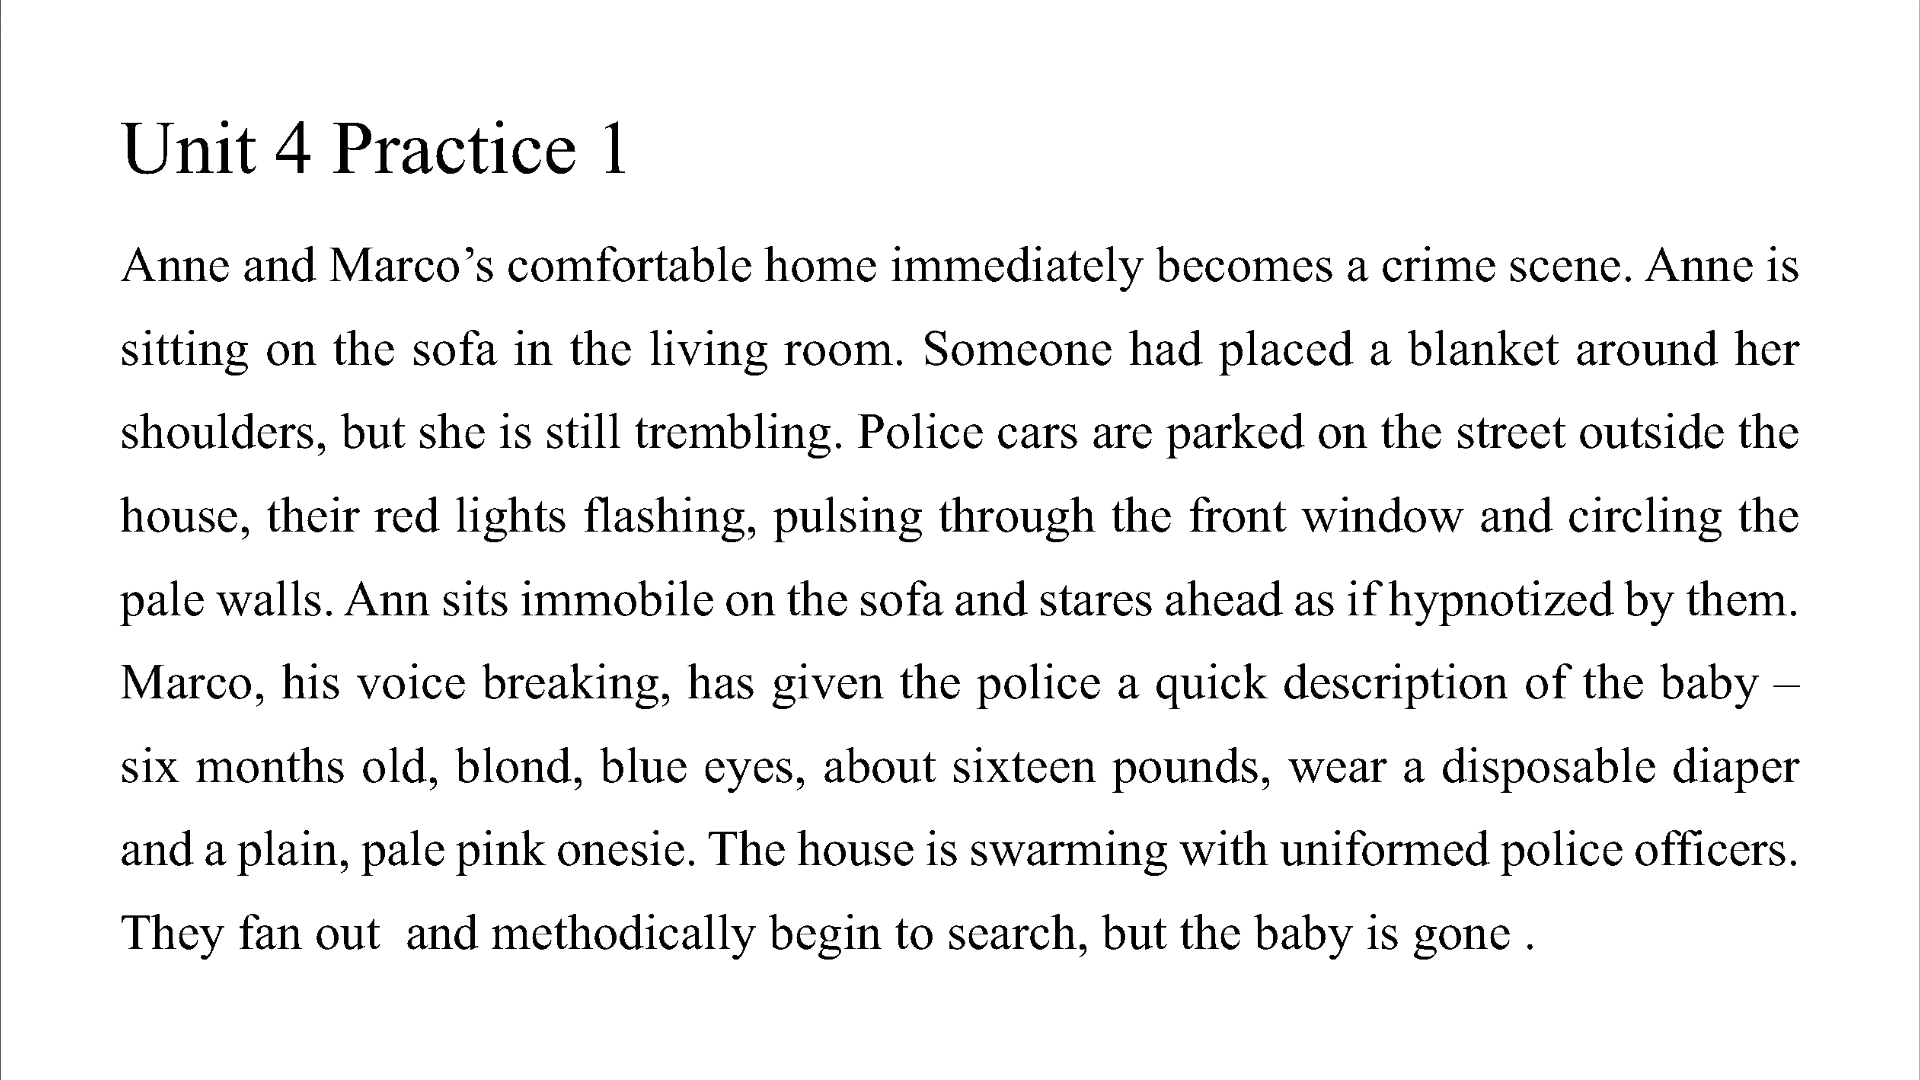 Unit 4 Practice 1
Anne and Marco’s comfortable home immediately becomes a crime scene. Anne is
sitting on the sofa in the living room. Someone had placed a blanket around her
shoulders, but she is still trembling. Police cars are parked on the street outside the
house, their red lights flashing, pulsing through the front window and circling the
pale walls. Ann sits immobile on the sofa and stares ahead as if hypnotized by them.
Marco, his voice breaking, has given the police a quick description of the baby –
six months old, blond, blue eyes, about sixteen pounds, wear a disposable diaper
and a plain, pale pink onesie. The house is swarming with uniformed police officers.
They fan out  and methodically begin to search, but the baby is gone .